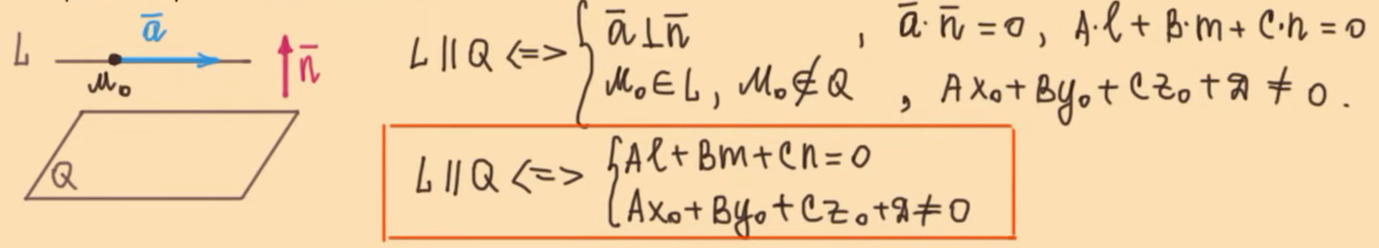 L
a̅
M₀
n̅
Q
L ∥ Q <=> { a̅ ⊥ n̅ , a̅ · n̅ = 0, A·l + B·m + C·n = 0
M₀ ∈ L, M₀ ∉ Q , Ax₀ + By₀ + Cz₀ + D ≠ 0.
L ∥ Q <=> { Al + Bm + Cn = 0
Ax₀ + By₀ + Cz₀ + D ≠ 0